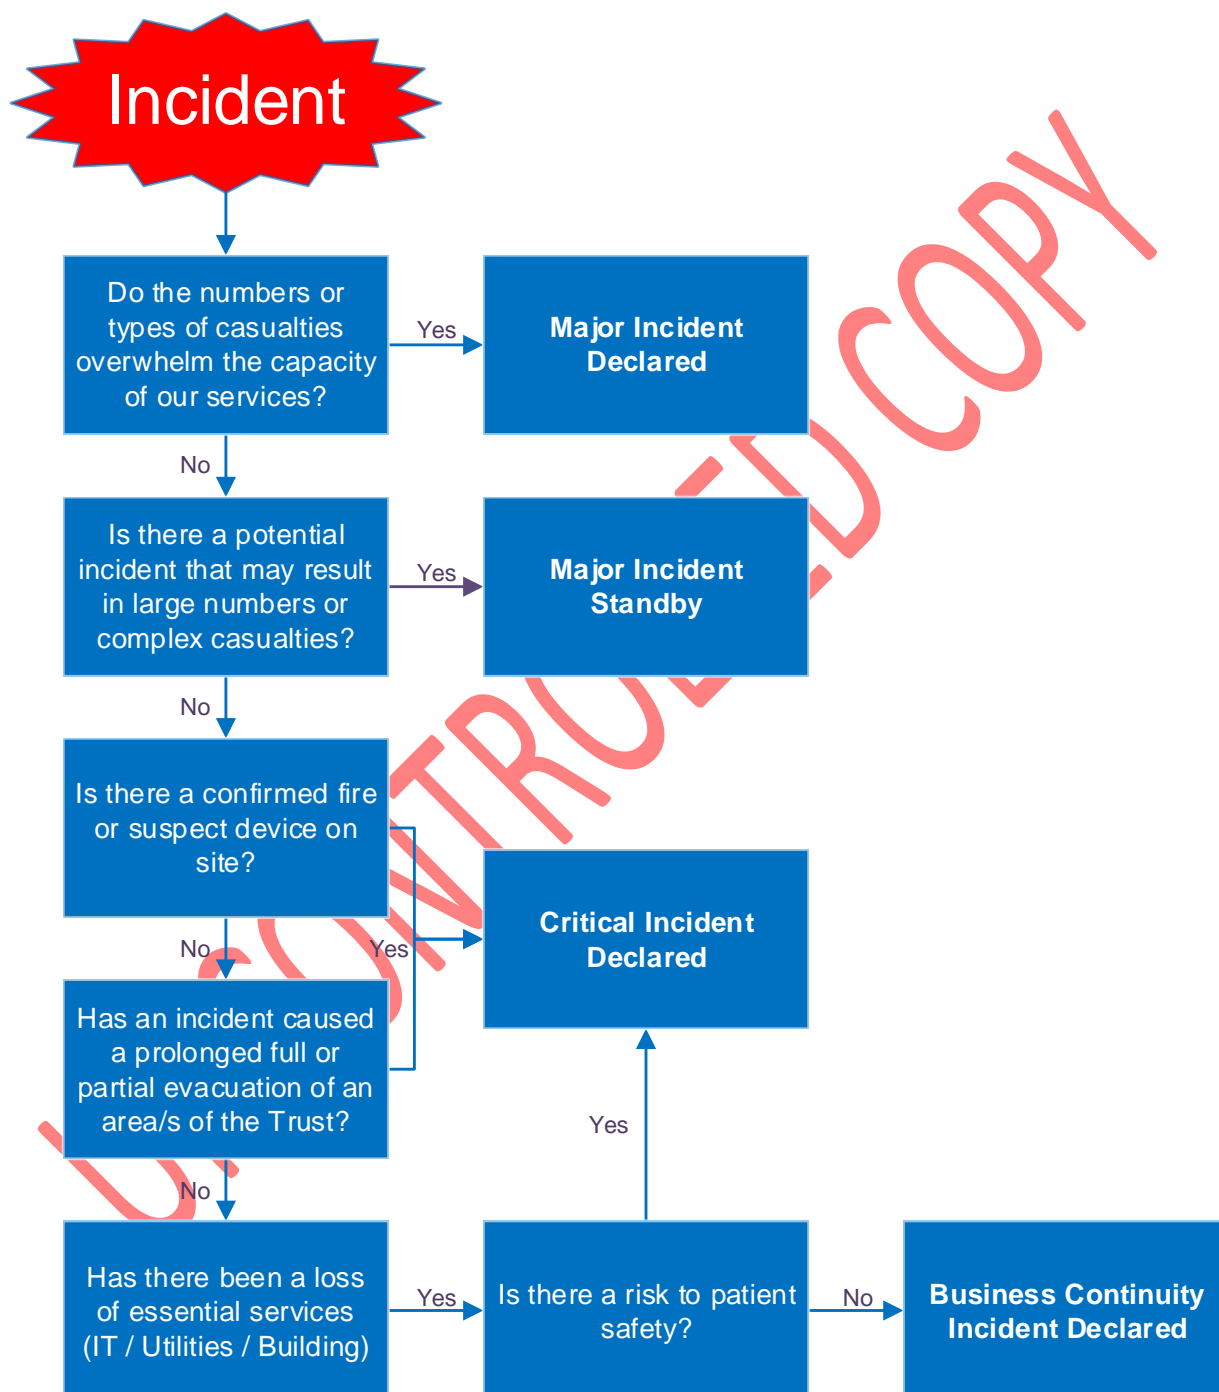 Incident
Do the numbers or
types of casualties
overwhelm the capacity
of our services?
Yes
Major Incident
Declared
No
Is there a potential
incident that may result
in large numbers or
complex casualties?
Yes
Major Incident
Standby
No
Is there a confirmed fire
or suspect device on
site?
No
Yes
Critical Incident
Declared
Has an incident caused
a prolonged full or
partial evacuation of an
area/s of the Trust?
Yes
No
Has there been a loss
of essential services
(IT / Utilities / Building)
Yes
Is there a risk to patient
safety?
No
Business Continuity
Incident Declared
COPY